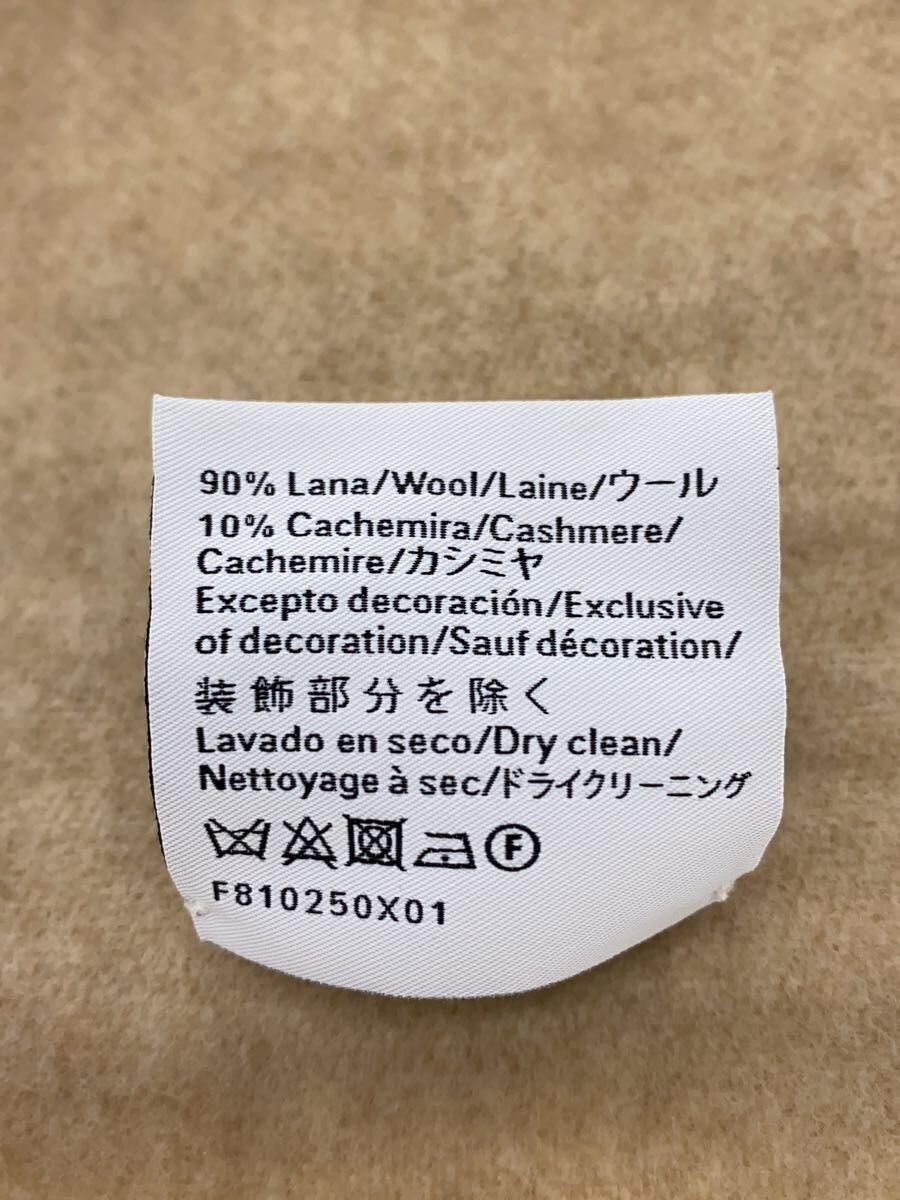 90% Lana/Wool/Laine/ウール
10% Cachemira/Cashmere/
Cachemire/カシミヤ
Excepto decoración/Exclusive
of decoration/Sauf décoration/
装飾部分を除く
Lavado en seco/Dry clean/
Nettoyage à sec/ドライクリーニング
F
F810250X01